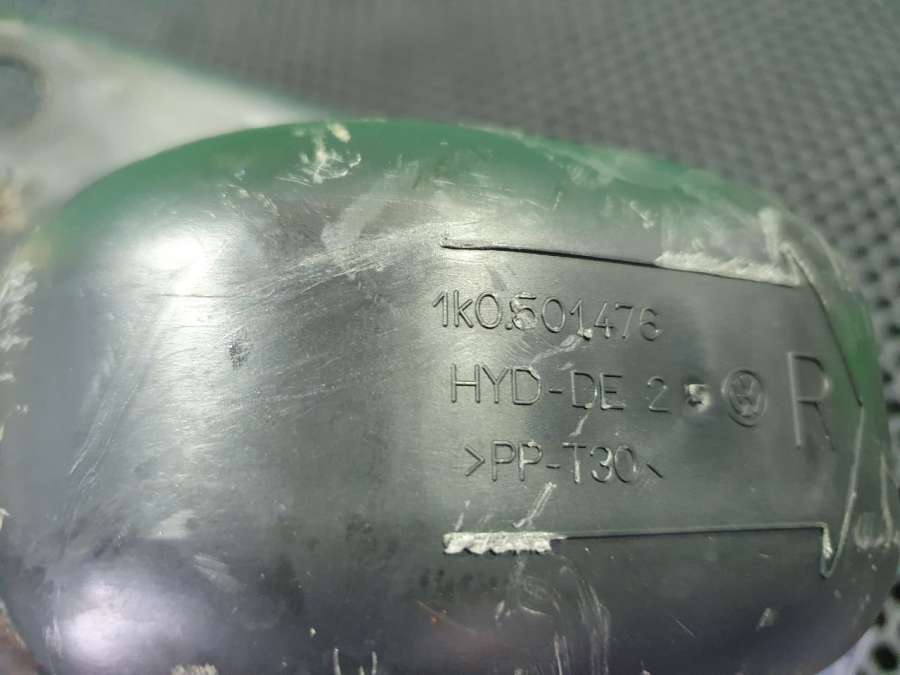 1k0.501476
HYD-DE 2 R
>PP-T30<